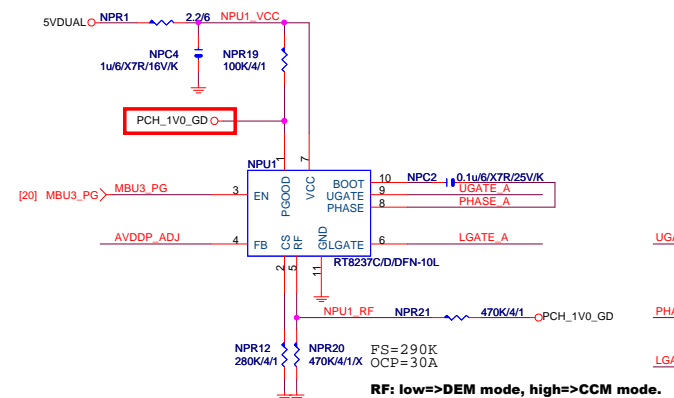 5VDUAL NPR1 2.2/6 NPU1_VCC
NPC4
1u/6/X7R/16V/K
NPR19
100K/4/1
PCH_1V0_GD
NPU1
1
7
[20] MBU3_PG MBU3_PG 3 EN
PGOOD
VCC
BOOT 10 NPC2 0.1u/6/X7R/25V/K
UGATE 9 UGATE_A
PHASE 8 PHASE_A
AVDDP_ADJ 4 FB
CS
RF
GND
LGATE 6 LGATE_A
UGA
RT8237C/D/DFN-10L
2
5
11
NPU1_RF NPR21 470K/4/1 PCH_1V0_GD
PHA
NPR12
280K/4/1
NPR20
470K/4/1/X
FS=290K
OCP=30A
LGA
RF: low=>DEM mode, high=>CCM mode.